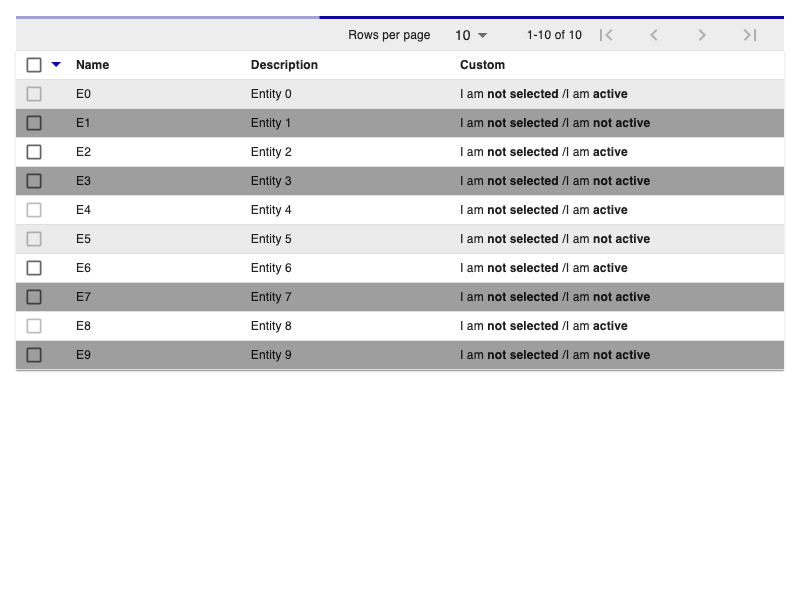 Rows per page 10 1-10 of 10
Name Description Custom
E0 Entity 0 I am not selected /I am active
E1 Entity 1 I am not selected /I am not active
E2 Entity 2 I am not selected /I am active
E3 Entity 3 I am not selected /I am not active
E4 Entity 4 I am not selected /I am active
E5 Entity 5 I am not selected /I am not active
E6 Entity 6 I am not selected /I am active
E7 Entity 7 I am not selected /I am not active
E8 Entity 8 I am not selected /I am active
E9 Entity 9 I am not selected /I am not active